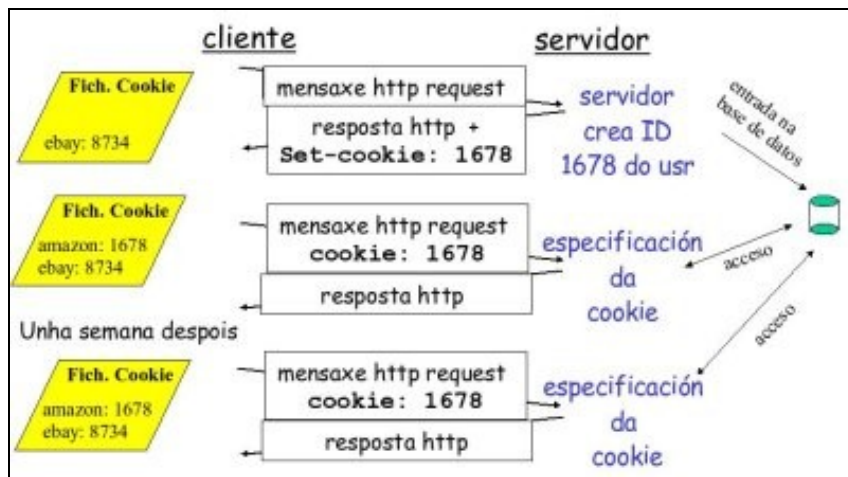 cliente
servidor
Fich. Cookie
ebay: 8734
mensaxe http request
resposta http +
Set-cookie: 1678
servidor
crea ID
1678 do usr
entrada na
base de datos
Fich. Cookie
amazon: 1678
ebay: 8734
mensaxe http request
cookie: 1678
resposta http
especificación
da
cookie
acceso
Unha semana despois
Fich. Cookie
amazon: 1678
ebay: 8734
mensaxe http request
cookie: 1678
resposta http
especificación
da
cookie
acceso